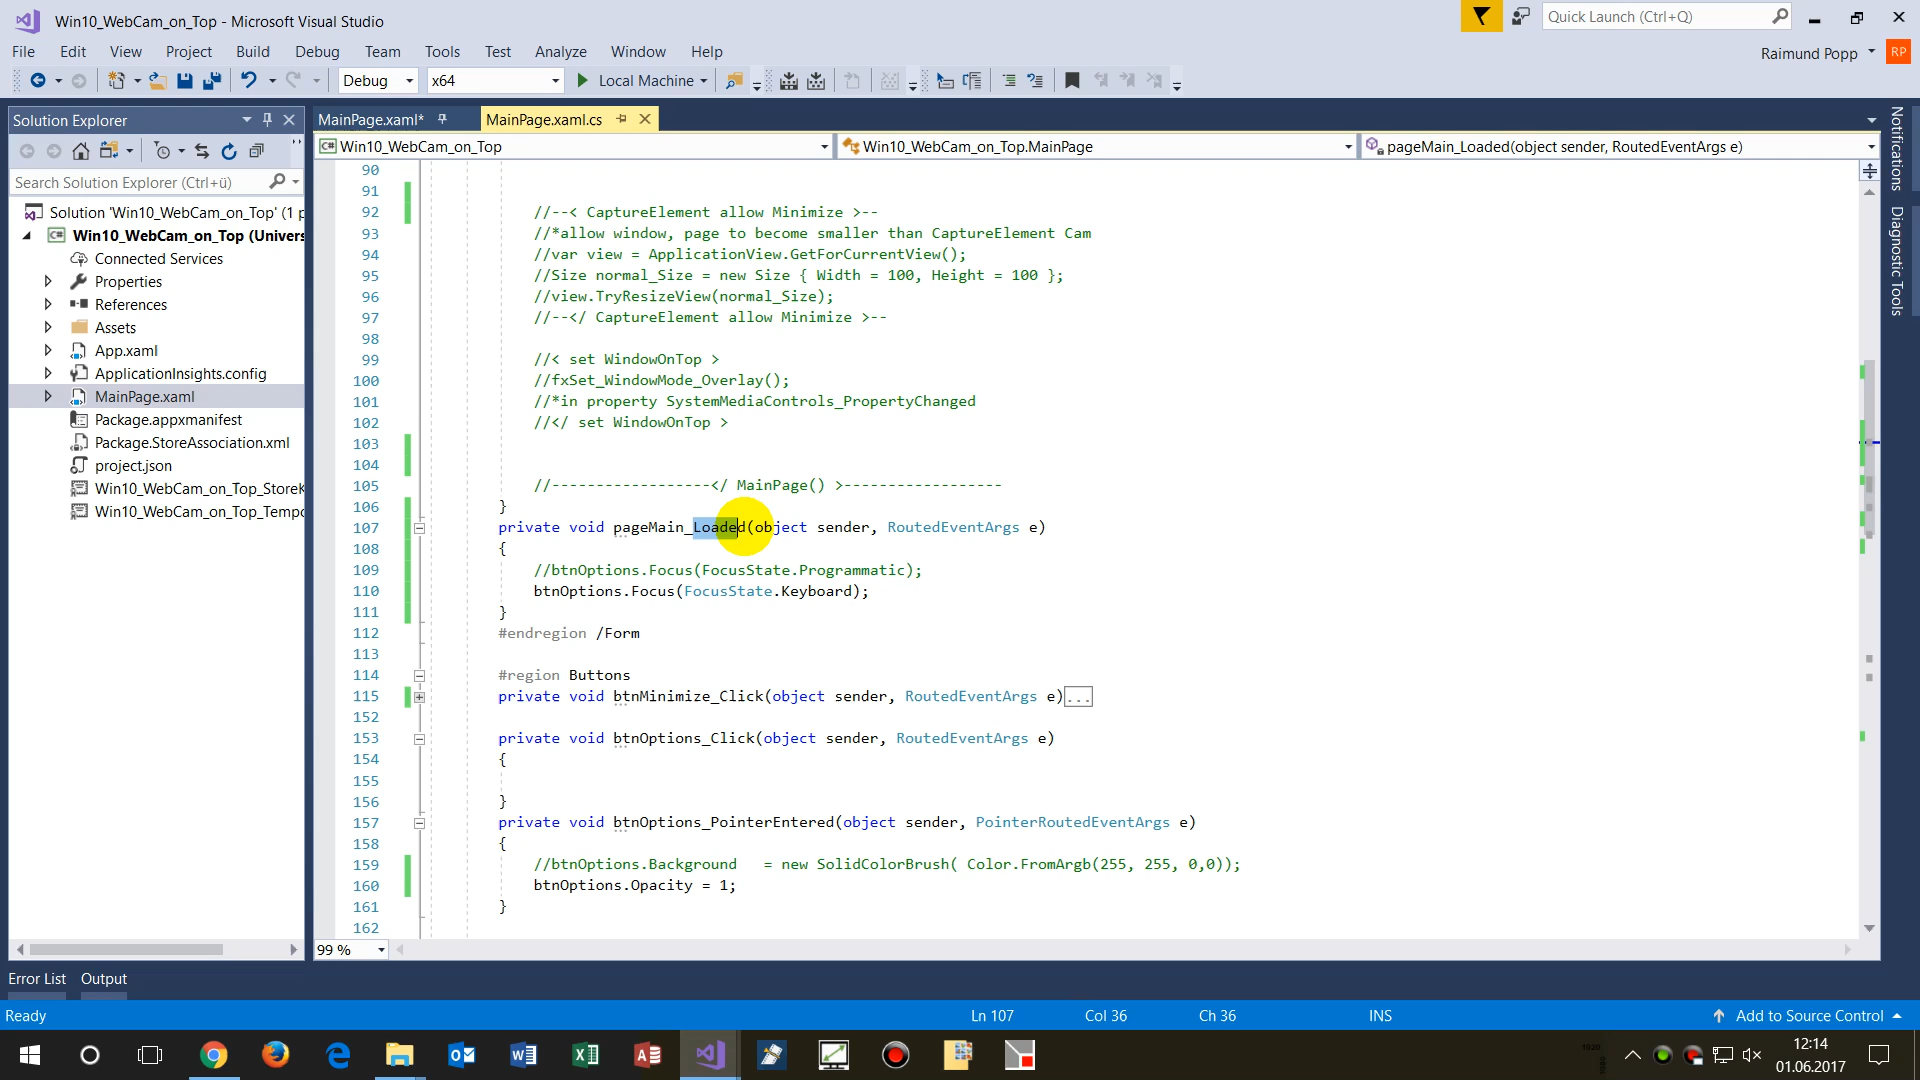 Win10_WebCam_on_Top - Microsoft Visual Studio
Quick Launch (Ctrl+Q)
File Edit View Project Build Debug Team Tools Test Analyze Window Help
Raimund Popp RP
Debug x64 Local Machine
Solution Explorer
MainPage.xaml* MainPage.xaml.cs
Win10_WebCam_on_Top Win10_WebCam_on_Top.MainPage pageMain_Loaded(object sender, RoutedEventArgs e)
Search Solution Explorer (Ctrl+ü)
Solution 'Win10_WebCam_on_Top' (1 p
Win10_WebCam_on_Top (Univers
Connected Services
Properties
References
Assets
App.xaml
ApplicationInsights.config
MainPage.xaml
Package.appxmanifest
Package.StoreAssociation.xml
project.json
Win10_WebCam_on_Top_StoreK
Win10_WebCam_on_Top_Tempo
90
91
92 //--< CaptureElement allow Minimize >--
93 //*allow window, page to become smaller than CaptureElement Cam
94 //var view = ApplicationView.GetForCurrentView();
95 //Size normal_Size = new Size { Width = 100, Height = 100 };
96 //view.TryResizeView(normal_Size);
97 //--</ CaptureElement allow Minimize >--
98
99 //< set WindowOnTop >
100 //fxSet_WindowMode_Overlay();
101 //*in property SystemMediaControls_PropertyChanged
102 //</ set WindowOnTop >
103
104
105 //------------------</ MainPage() >------------------
106 }
107 private void pageMain_Loaded(object sender, RoutedEventArgs e)
108 {
109 //btnOptions.Focus(FocusState.Programmatic);
110 btnOptions.Focus(FocusState.Keyboard);
111 }
112 #endregion /Form
113
114 #region Buttons
115 private void btnMinimize_Click(object sender, RoutedEventArgs e)...
152
153 private void btnOptions_Click(object sender, RoutedEventArgs e)
154 {
155
156 }
157 private void btnOptions_PointerEntered(object sender, PointerRoutedEventArgs e)
158 {
159 //btnOptions.Background = new SolidColorBrush( Color.FromArgb(255, 255, 0,0));
160 btnOptions.Opacity = 1;
161 }
162
99 %
Notifications
Diagnostic Tools
Error List Output
Ready Ln 107 Col 36 Ch 36 INS Add to Source Control
12:14
01.06.2017